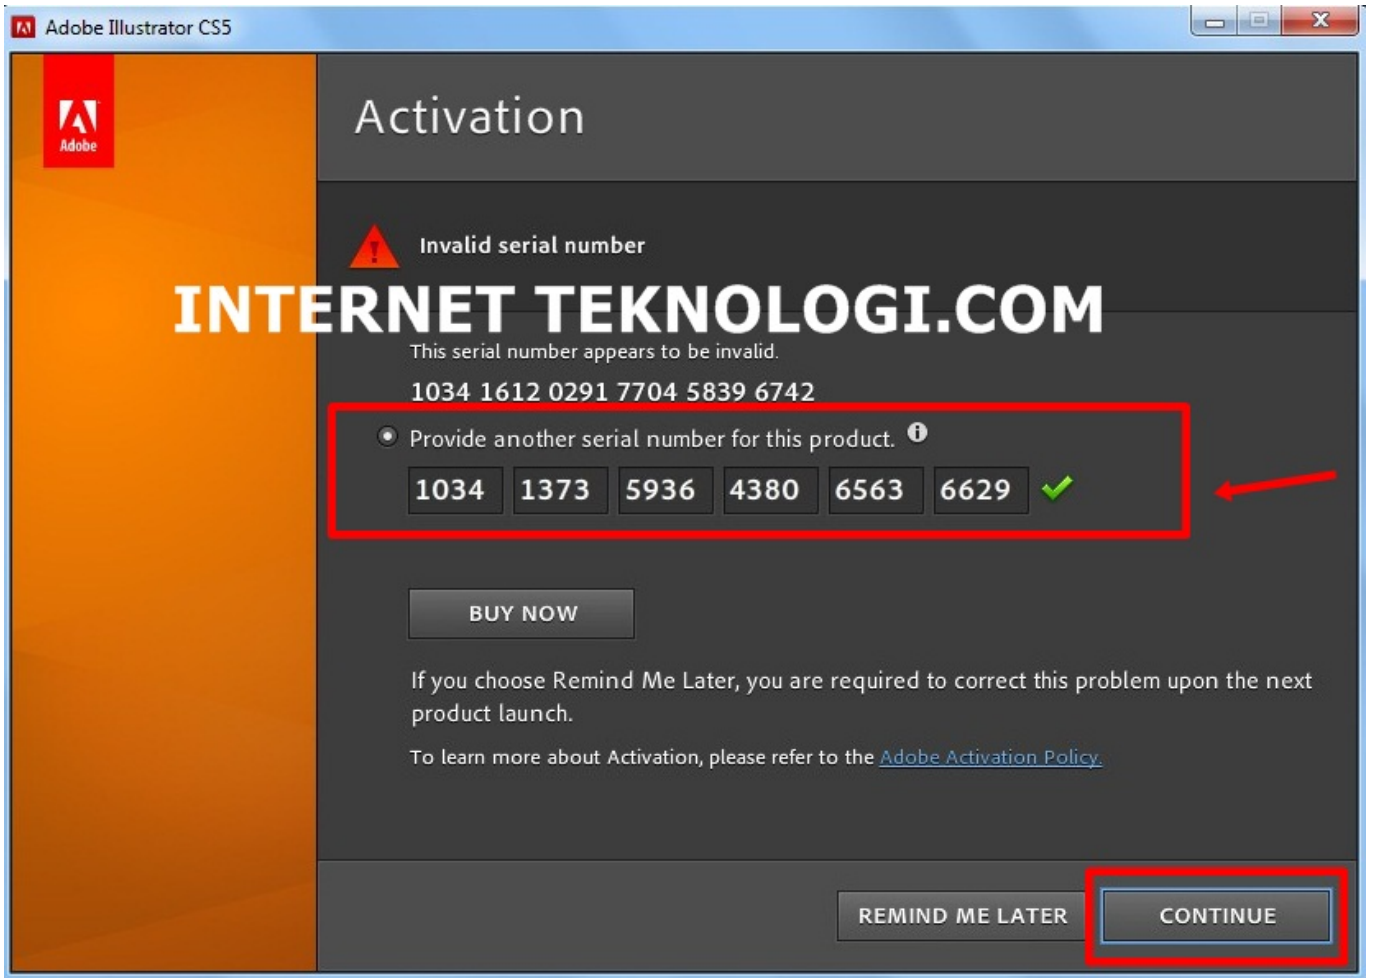 Adobe Illustrator CS5
Adobe
Activation
Invalid serial number
INTERNET TEKNOLOGI.COM
This serial number appears to be invalid.
1034 1612 0291 7704 5839 6742
Provide another serial number for this product.
1034 1373 5936 4380 6563 6629
BUY NOW
If you choose Remind Me Later, you are required to correct this problem upon the next
product launch.
To learn more about Activation, please refer to the Adobe Activation Policy.
REMIND ME LATER CONTINUE